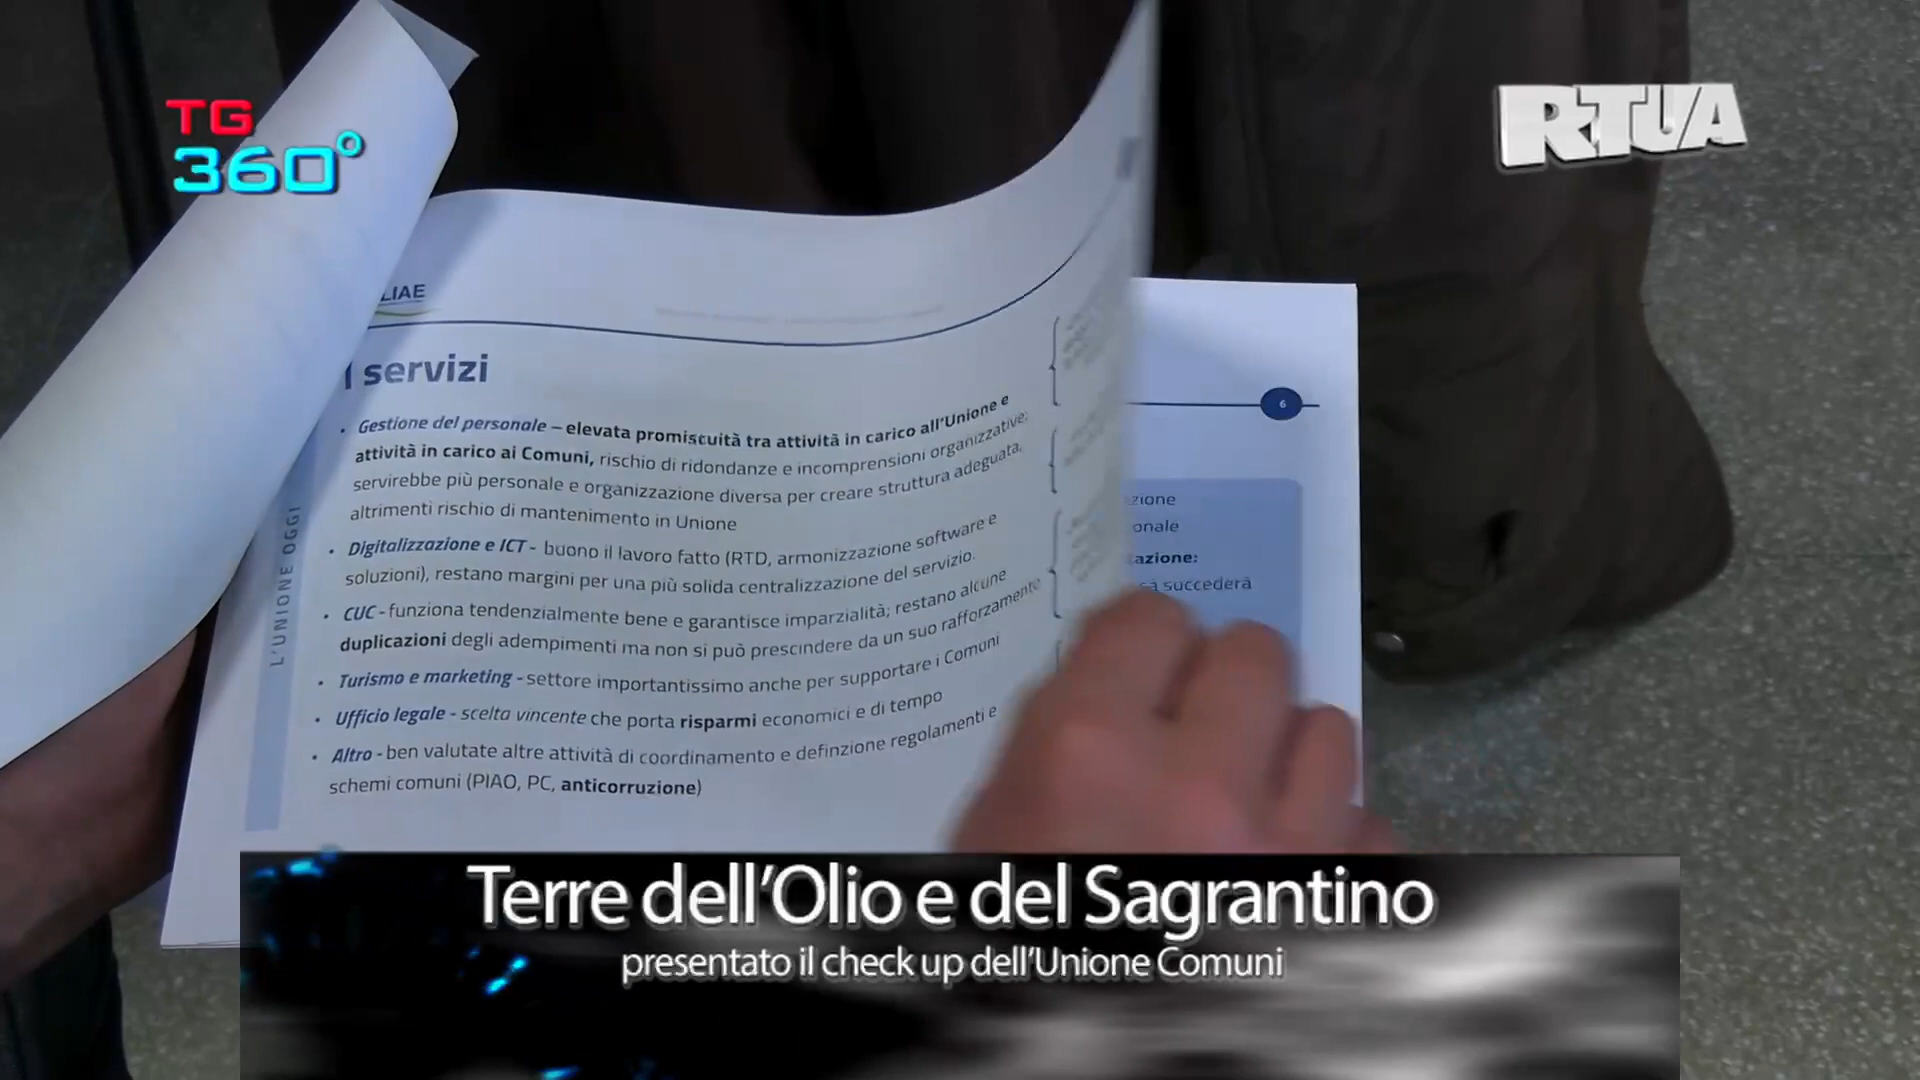 TG
360°
RTUA
LIAE
I servizi
6
• Gestione del personale – elevata promiscuità tra attività in carico all'Unione e
attività in carico ai Comuni, rischio di ridondanze e incomprensioni organizzative;
servirebbe più personale e organizzazione diversa per creare struttura adeguata,
altrimenti rischio di mantenimento in Unione
• Digitalizzazione e ICT - buono il lavoro fatto (RTD, armonizzazione software e
soluzioni), restano margini per una più solida centralizzazione del servizio.
• CUC - funziona tendenzialmente bene e garantisce imparzialità; restano alcune
duplicazioni degli adempimenti ma non si può prescindere da un suo rafforzamento
• Turismo e marketing - settore importantissimo anche per supportare i Comuni
• Ufficio legale - scelta vincente che porta risparmi economici e di tempo
• Altro - ben valutate altre attività di coordinamento e definzione regolamenti e
schemi comuni (PIAO, PC, anticorruzione)
L'UNIONE OGGI
zione
onale
azione:
succederà
Terre dell'Olio e del Sagrantino
presentato il check up dell'Unione Comuni